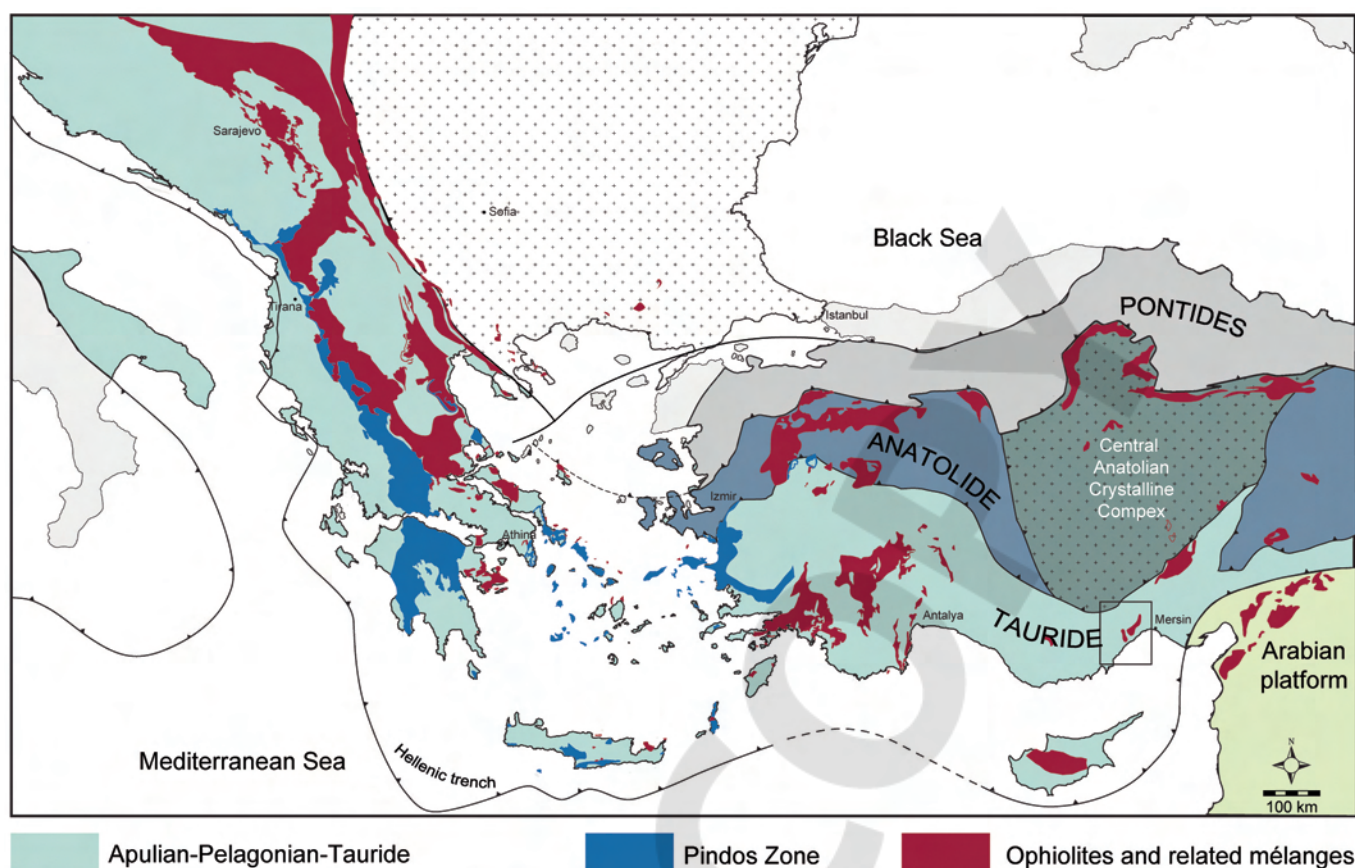 Sarajevo
Sofia
Black Sea
Tirana
Istanbul
PONTIDES
ANATOLIDE
Central
Anatolian
Crystalline
Compex
Izmir
Athina
TAURIDE
Antalya
Mersin
Arabian
platform
Mediterranean Sea
Hellenic trench
N
100 km
Apulian-Pelagonian-Tauride
Pindos Zone
Ophiolites and related mélanges
COPY